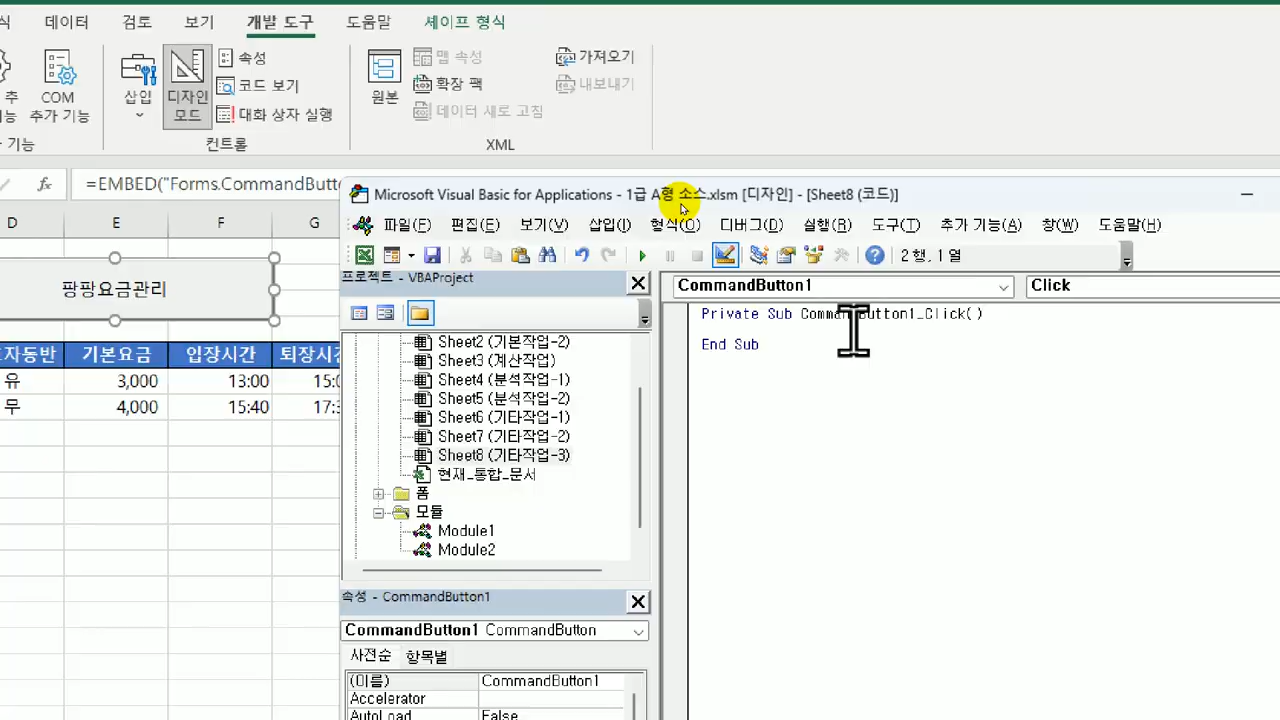 식 데이터 검토 보기 개발 도구 도움말 셰이프 형식
추
능
COM
추가 기능
기능
삽입
디자인
모드
속성
코드 보기
대화 상자 실행
컨트롤
원본
맵 속성
확장 팩
데이터 새로 고침
가져오기
내보내기
XML
fx =EMBED("Forms.CommandButto
D E F G
팡팡요금관리
자동반 기본요금 입장시간 퇴장시간
유 3,000 13:00 15:0
무 4,000 15:40 17:3
Microsoft Visual Basic for Applications - 1급 A형 소스.xlsm [디자인] - [Sheet8 (코드)]
파일(F) 편집(E) 보기(V) 삽입(I) 형식(O) 디버그(D) 실행(R) 도구(T) 추가 기능(A) 창(W) 도움말(H)
2 행, 1 열
프로젝트 - VBAProject
Sheet2 (기본작업-2)
Sheet3 (계산작업)
Sheet4 (분석작업-1)
Sheet5 (분석작업-2)
Sheet6 (기타작업-1)
Sheet7 (기타작업-2)
Sheet8 (기타작업-3)
현재_통합_문서
폼
모듈
Module1
Module2
속성 - CommandButton1
CommandButton1 CommandButton
사전순 항목별
(이름) CommandButton1
Accelerator
AutoLoad False
CommandButton1 Click
Private Sub CommandButton1_Click()
End Sub